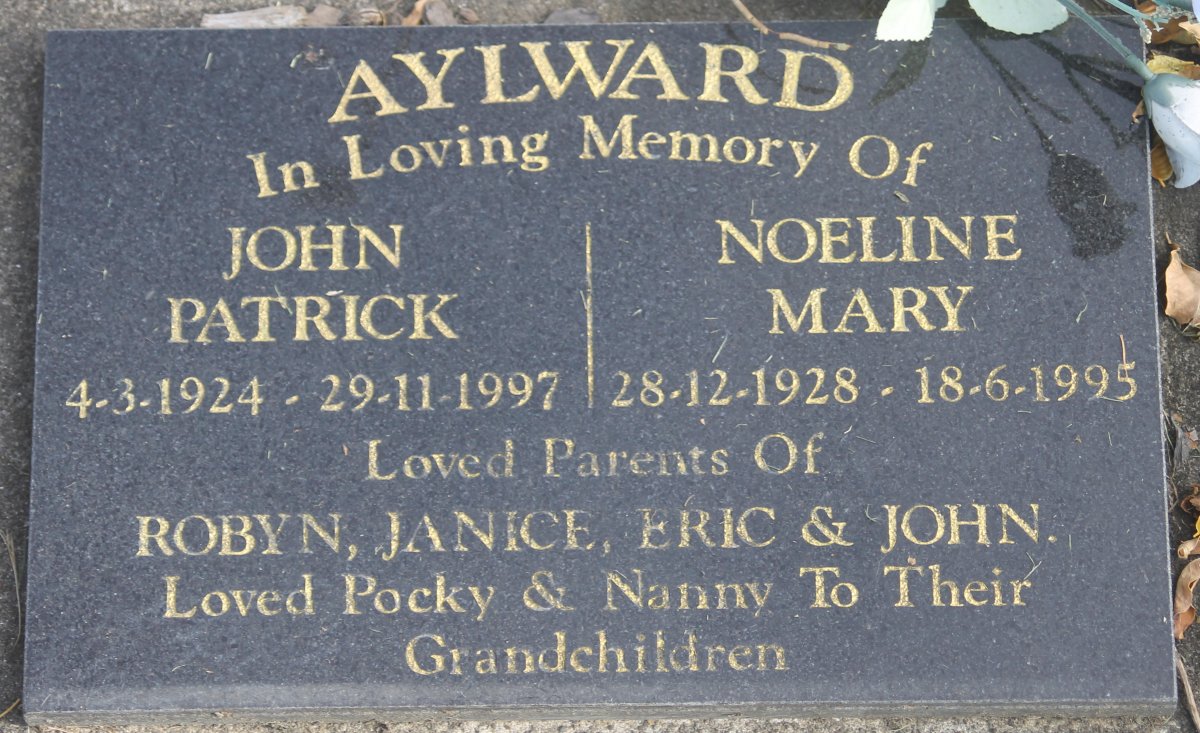 AYLWARD
In Loving Memory Of
JOHN
PATRICK
4-3-1924 - 29-11-1997
NOELINE
MARY
28-12-1928 - 18-6-1995
Loved Parents Of
ROBYN, JANICE, ERIC & JOHN.
Loved Pocky & Nanny To Their
Grandchildren